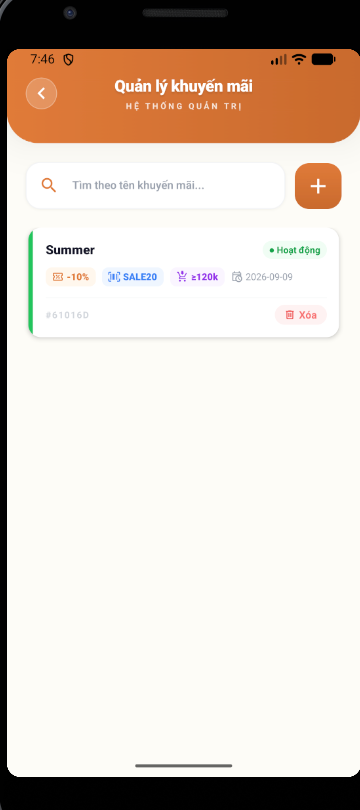 7:46
Quản lý khuyến mãi
HỆ THỐNG QUẢN TRỊ
Tìm theo tên khuyến mãi...
Summer
Hoạt động
-10% SALE20 ≥120k 2026-09-09
#61016D
Xóa